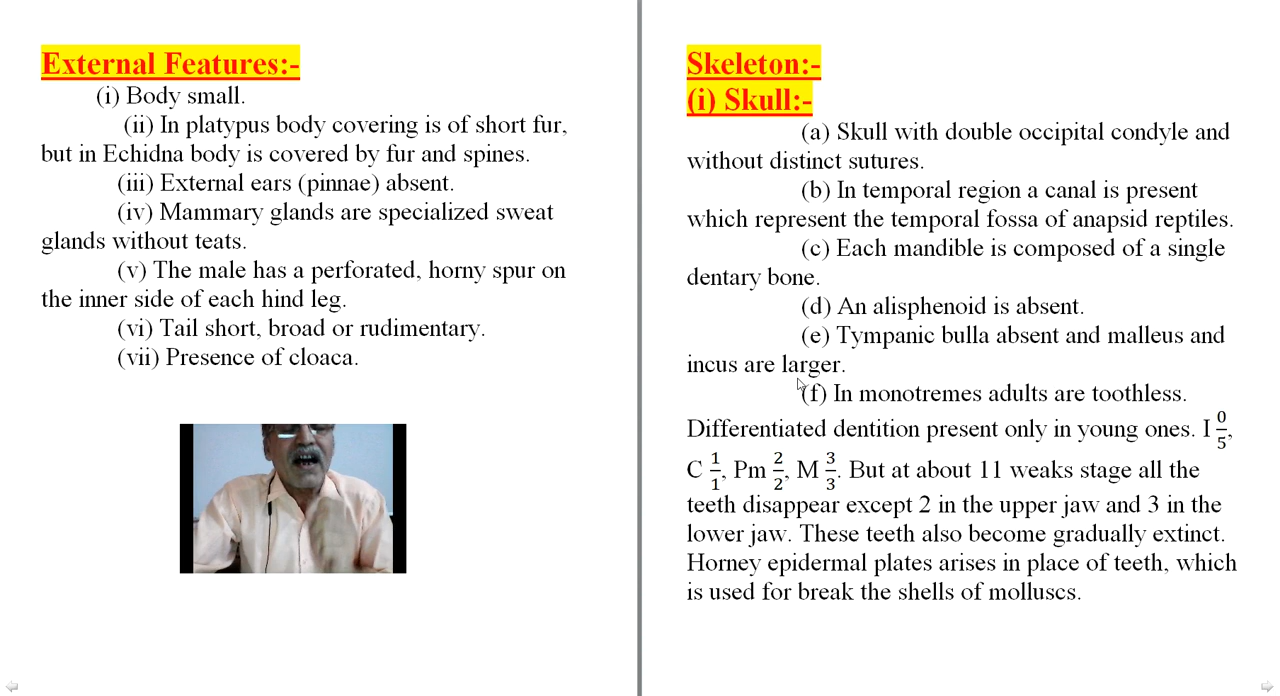 External Features:-
(i) Body small.
(ii) In platypus body covering is of short fur,
but in Echidna body is covered by fur and spines.
(iii) External ears (pinnae) absent.
(iv) Mammary glands are specialized sweat
glands without teats.
(v) The male has a perforated, horny spur on
the inner side of each hind leg.
(vi) Tail short, broad or rudimentary.
(vii) Presence of cloaca.
Skeleton:-
(i) Skull:-
(a) Skull with double occipital condyle and
without distinct sutures.
(b) In temporal region a canal is present
which represent the temporal fossa of anapsid reptiles.
(c) Each mandible is composed of a single
dentary bone.
(d) An alisphenoid is absent.
(e) Tympanic bulla absent and malleus and
incus are larger.
(f) In monotremes adults are toothless.
Differentiated dentition present only in young ones. I 0/5,
C 1/1, Pm 2/2, M 3/3. But at about 11 weaks stage all the
teeth disappear except 2 in the upper jaw and 3 in the
lower jaw. These teeth also become gradually extinct.
Horney epidermal plates arises in place of teeth, which
is used for break the shells of molluscs.